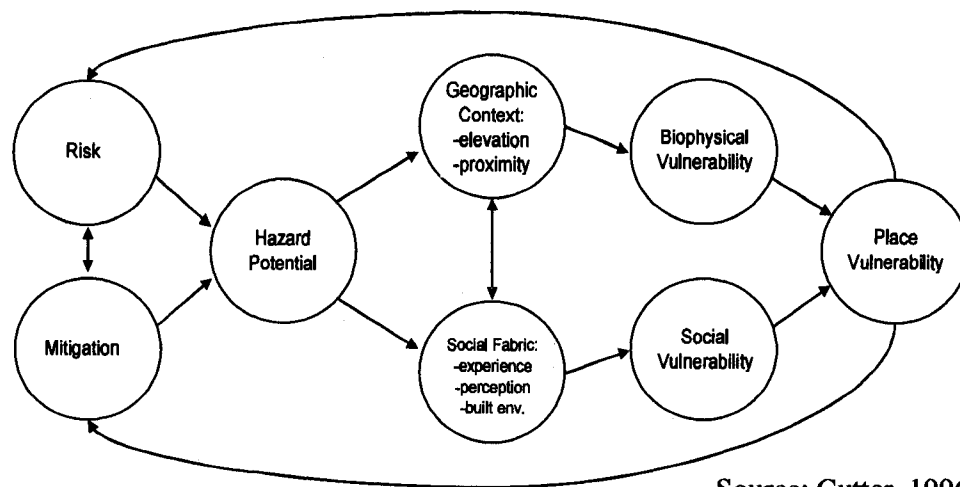 Risk
Mitigation
Hazard
Potential
Geographic
Context:
-elevation
-proximity
Social Fabric:
-experience
-perception
-built env.
Biophysical
Vulnerability
Social
Vulnerability
Place
Vulnerability
Source: Cutter, 1996